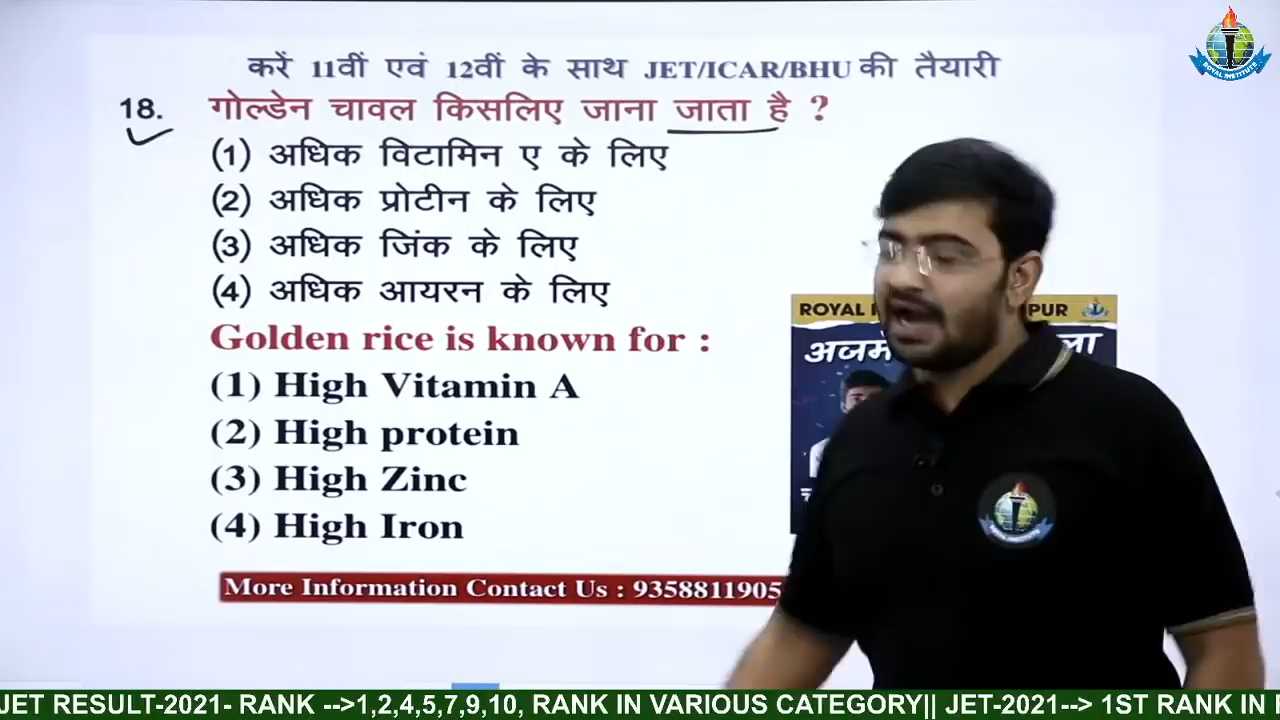 करें 11वीं एवं 12वीं के साथ JET/ICAR/BHU की तैयारी
18. गोल्डेन चावल किसलिए जाना जाता है ?
(1) अधिक विटामिन ए के लिए
(2) अधिक प्रोटीन के लिए
(3) अधिक जिंक के लिए
(4) अधिक आयरन के लिए
Golden rice is known for :
(1) High Vitamin A
(2) High protein
(3) High Zinc
(4) High Iron
More Information Contact Us : 9358811905
ROYAL
PUR
ROYAL INSTITUTE
JET RESULT-2021- RANK -->1,2,4,5,7,9,10, RANK IN VARIOUS CATEGORY|| JET-2021--> 1ST RANK IN